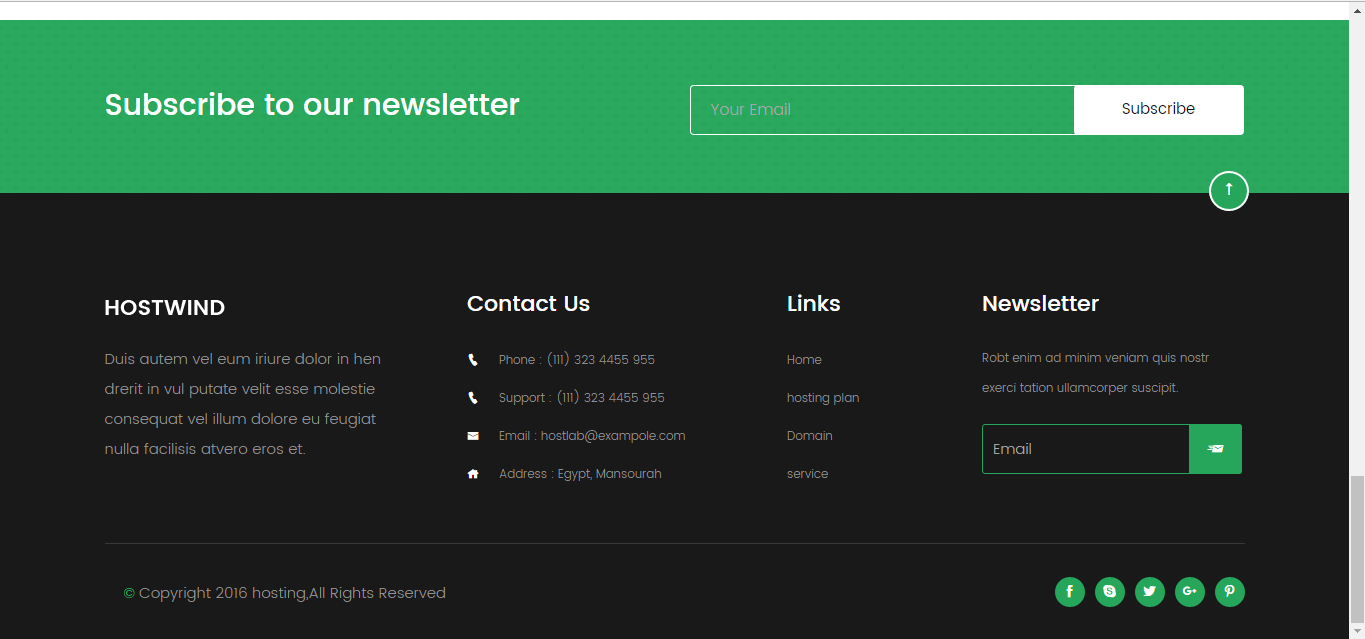 Subscribe to our newsletter
Your Email
Subscribe
HOSTWIND
Duis autem vel eum iriure dolor in hen
drerit in vul putate velit esse molestie
consequat vel illum dolore eu feugiat
nulla facilisis atvero eros et.
Contact Us
Phone : (111) 323 4455 955
Support : (111) 323 4455 955
Email : hostlab@exampole.com
Address : Egypt, Mansourah
Links
Home
hosting plan
Domain
service
Newsletter
Robt enim ad minim veniam quis nostr
exerci tation ullamcorper suscipit.
Email
© Copyright 2016 hosting,All Rights Reserved